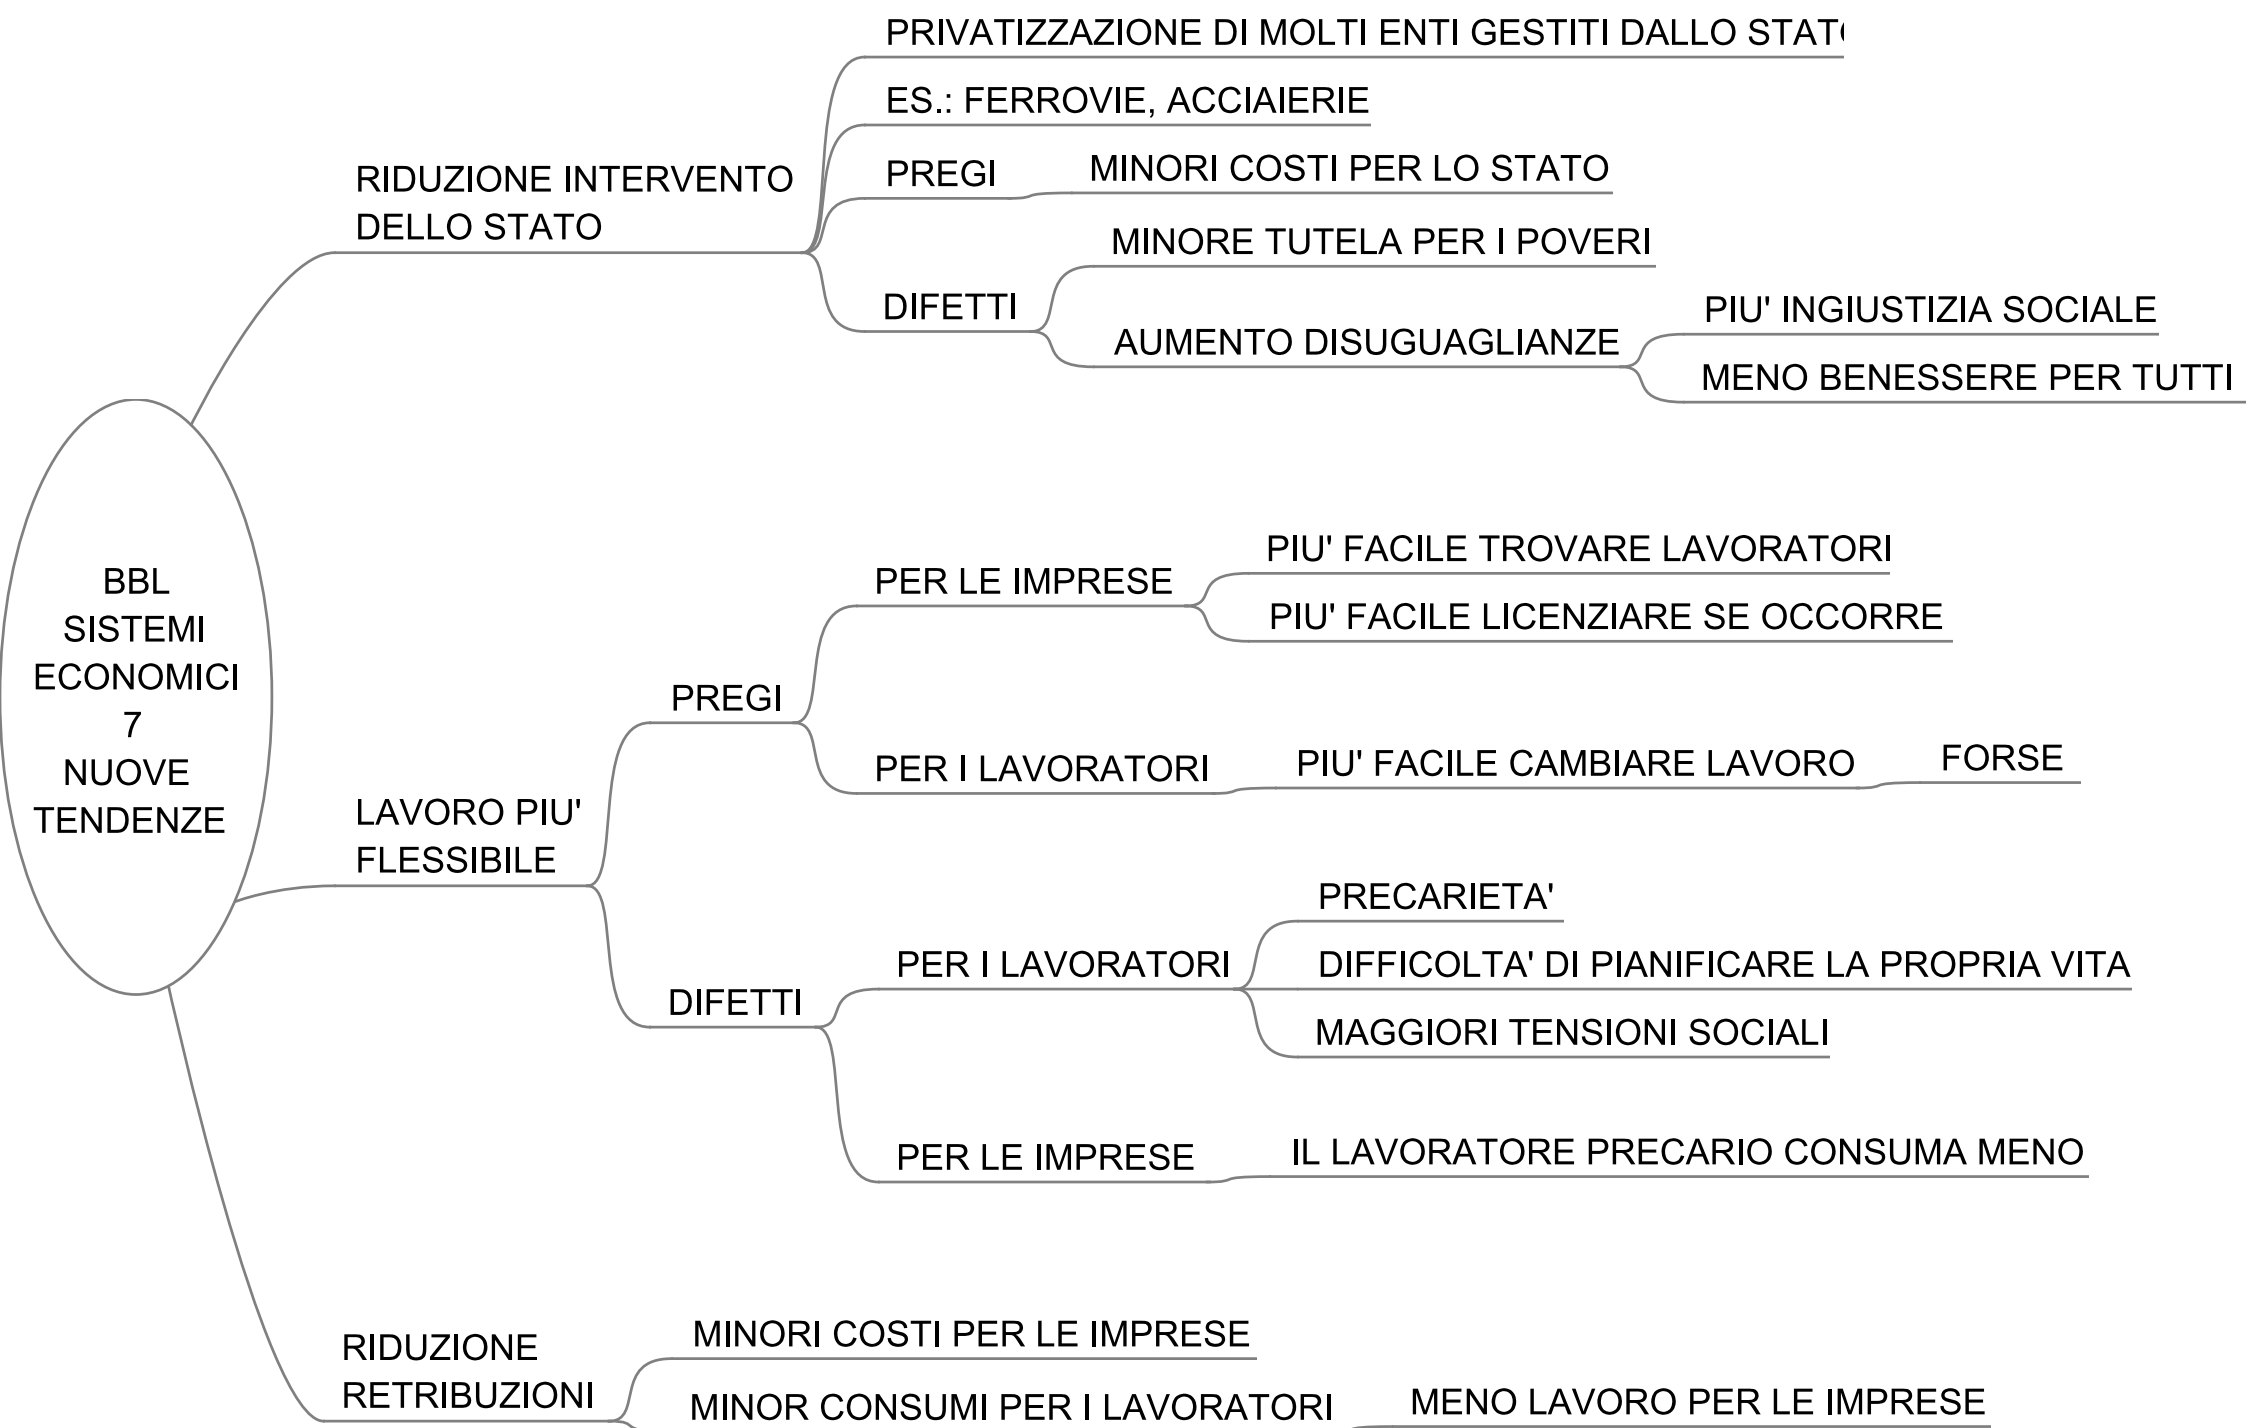 BBL
SISTEMI
ECONOMICI
7
NUOVE
TENDENZE
RIDUZIONE INTERVENTO
DELLO STATO
PRIVATIZZAZIONE DI MOLTI ENTI GESTITI DALLO STATO
ES.: FERROVIE, ACCIAIERIE
PREGI
MINORI COSTI PER LO STATO
DIFETTI
MINORE TUTELA PER I POVERI
AUMENTO DISUGUAGLIANZE
PIU' INGIUSTIZIA SOCIALE
MENO BENESSERE PER TUTTI
LAVORO PIU'
FLESSIBILE
PREGI
PER LE IMPRESE
PIU' FACILE TROVARE LAVORATORI
PIU' FACILE LICENZIARE SE OCCORRE
PER I LAVORATORI
PIU' FACILE CAMBIARE LAVORO
FORSE
DIFETTI
PER I LAVORATORI
PRECARIETA'
DIFFICOLTA' DI PIANIFICARE LA PROPRIA VITA
MAGGIORI TENSIONI SOCIALI
PER LE IMPRESE
IL LAVORATORE PRECARIO CONSUMA MENO
RIDUZIONE
RETRIBUZIONI
MINORI COSTI PER LE IMPRESE
MINOR CONSUMI PER I LAVORATORI
MENO LAVORO PER LE IMPRESE